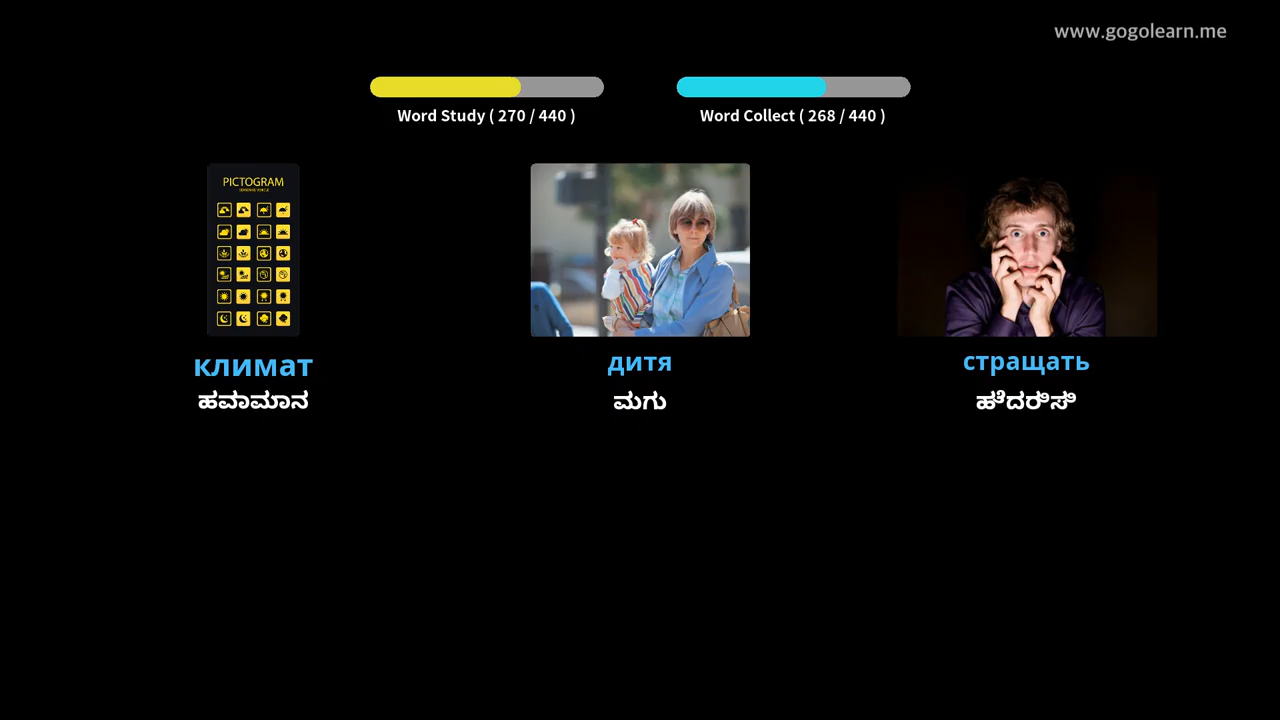 www.gogolearn.me
Word Study ( 270 / 440 )
Word Collect ( 268 / 440 )
PICTOGRAM
климат
дитя
стращать
ಹವಾಮಾನ
ಮಗು
ಹೆದರಿಸಿ